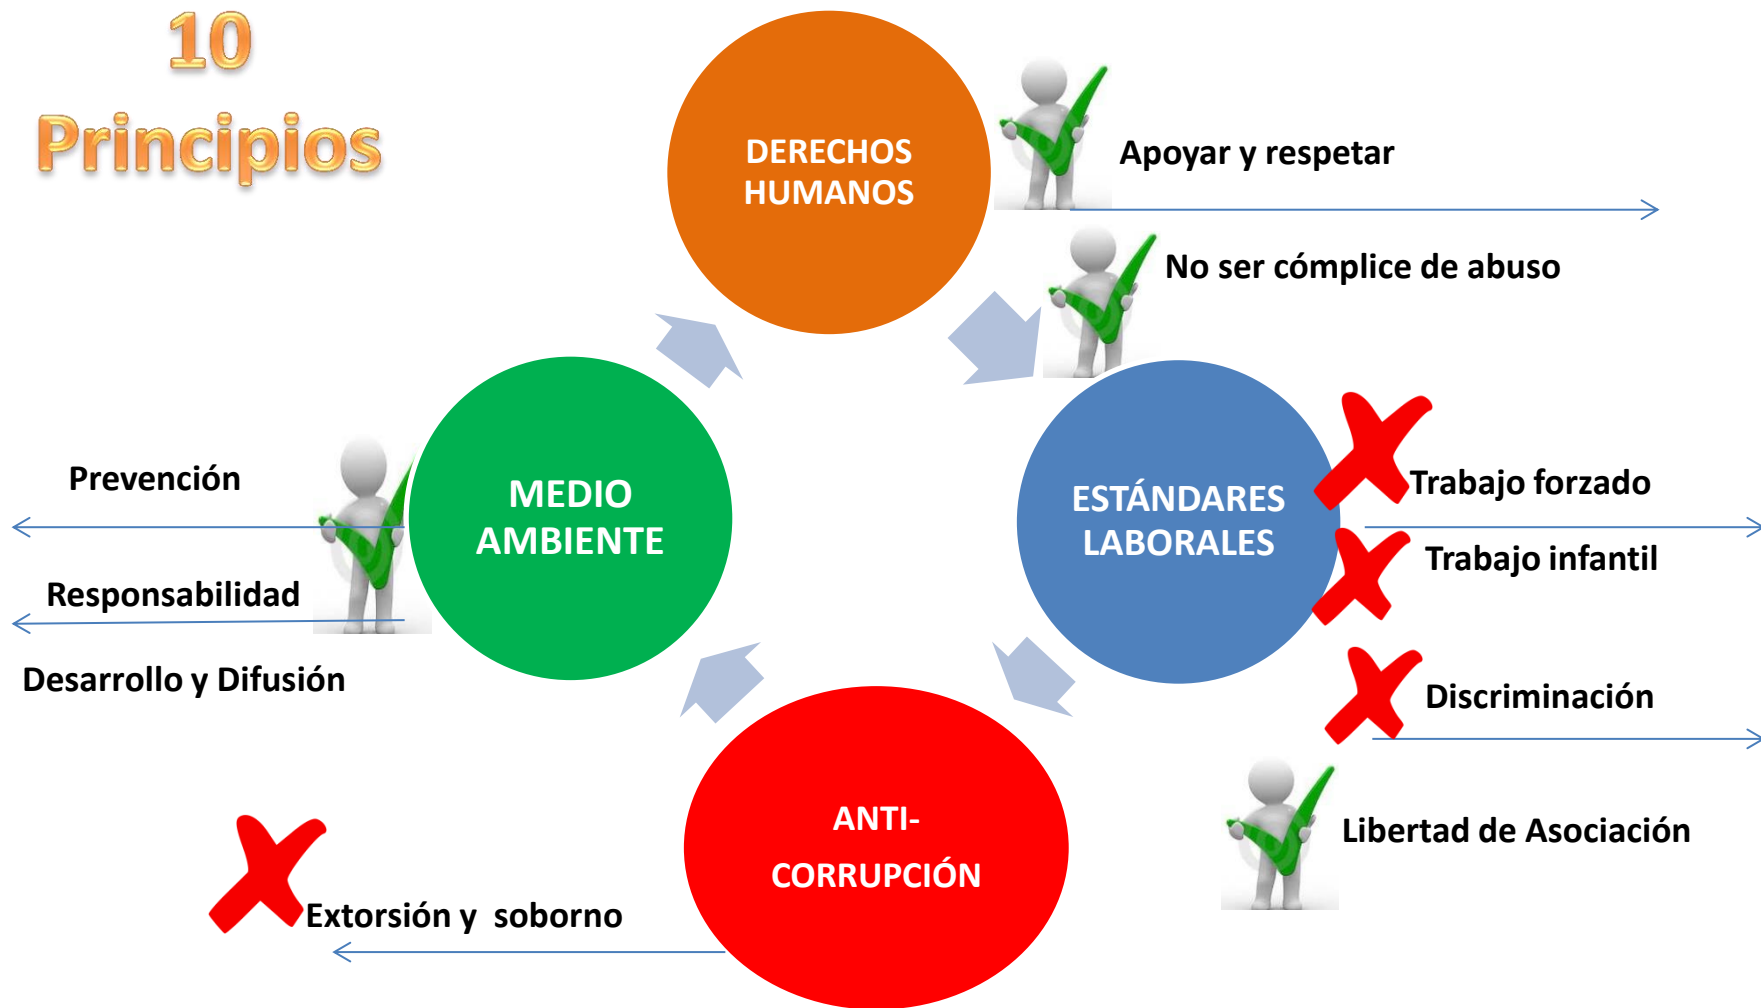 10
Principios
DERECHOS
HUMANOS
Apoyar y respetar
No ser cómplice de abuso
ESTÁNDARES
LABORALES
Trabajo forzado
Trabajo infantil
Discriminación
Libertad de Asociación
ANTI-
CORRUPCIÓN
Extorsión y soborno
MEDIO
AMBIENTE
Prevención
Responsabilidad
Desarrollo y Difusión